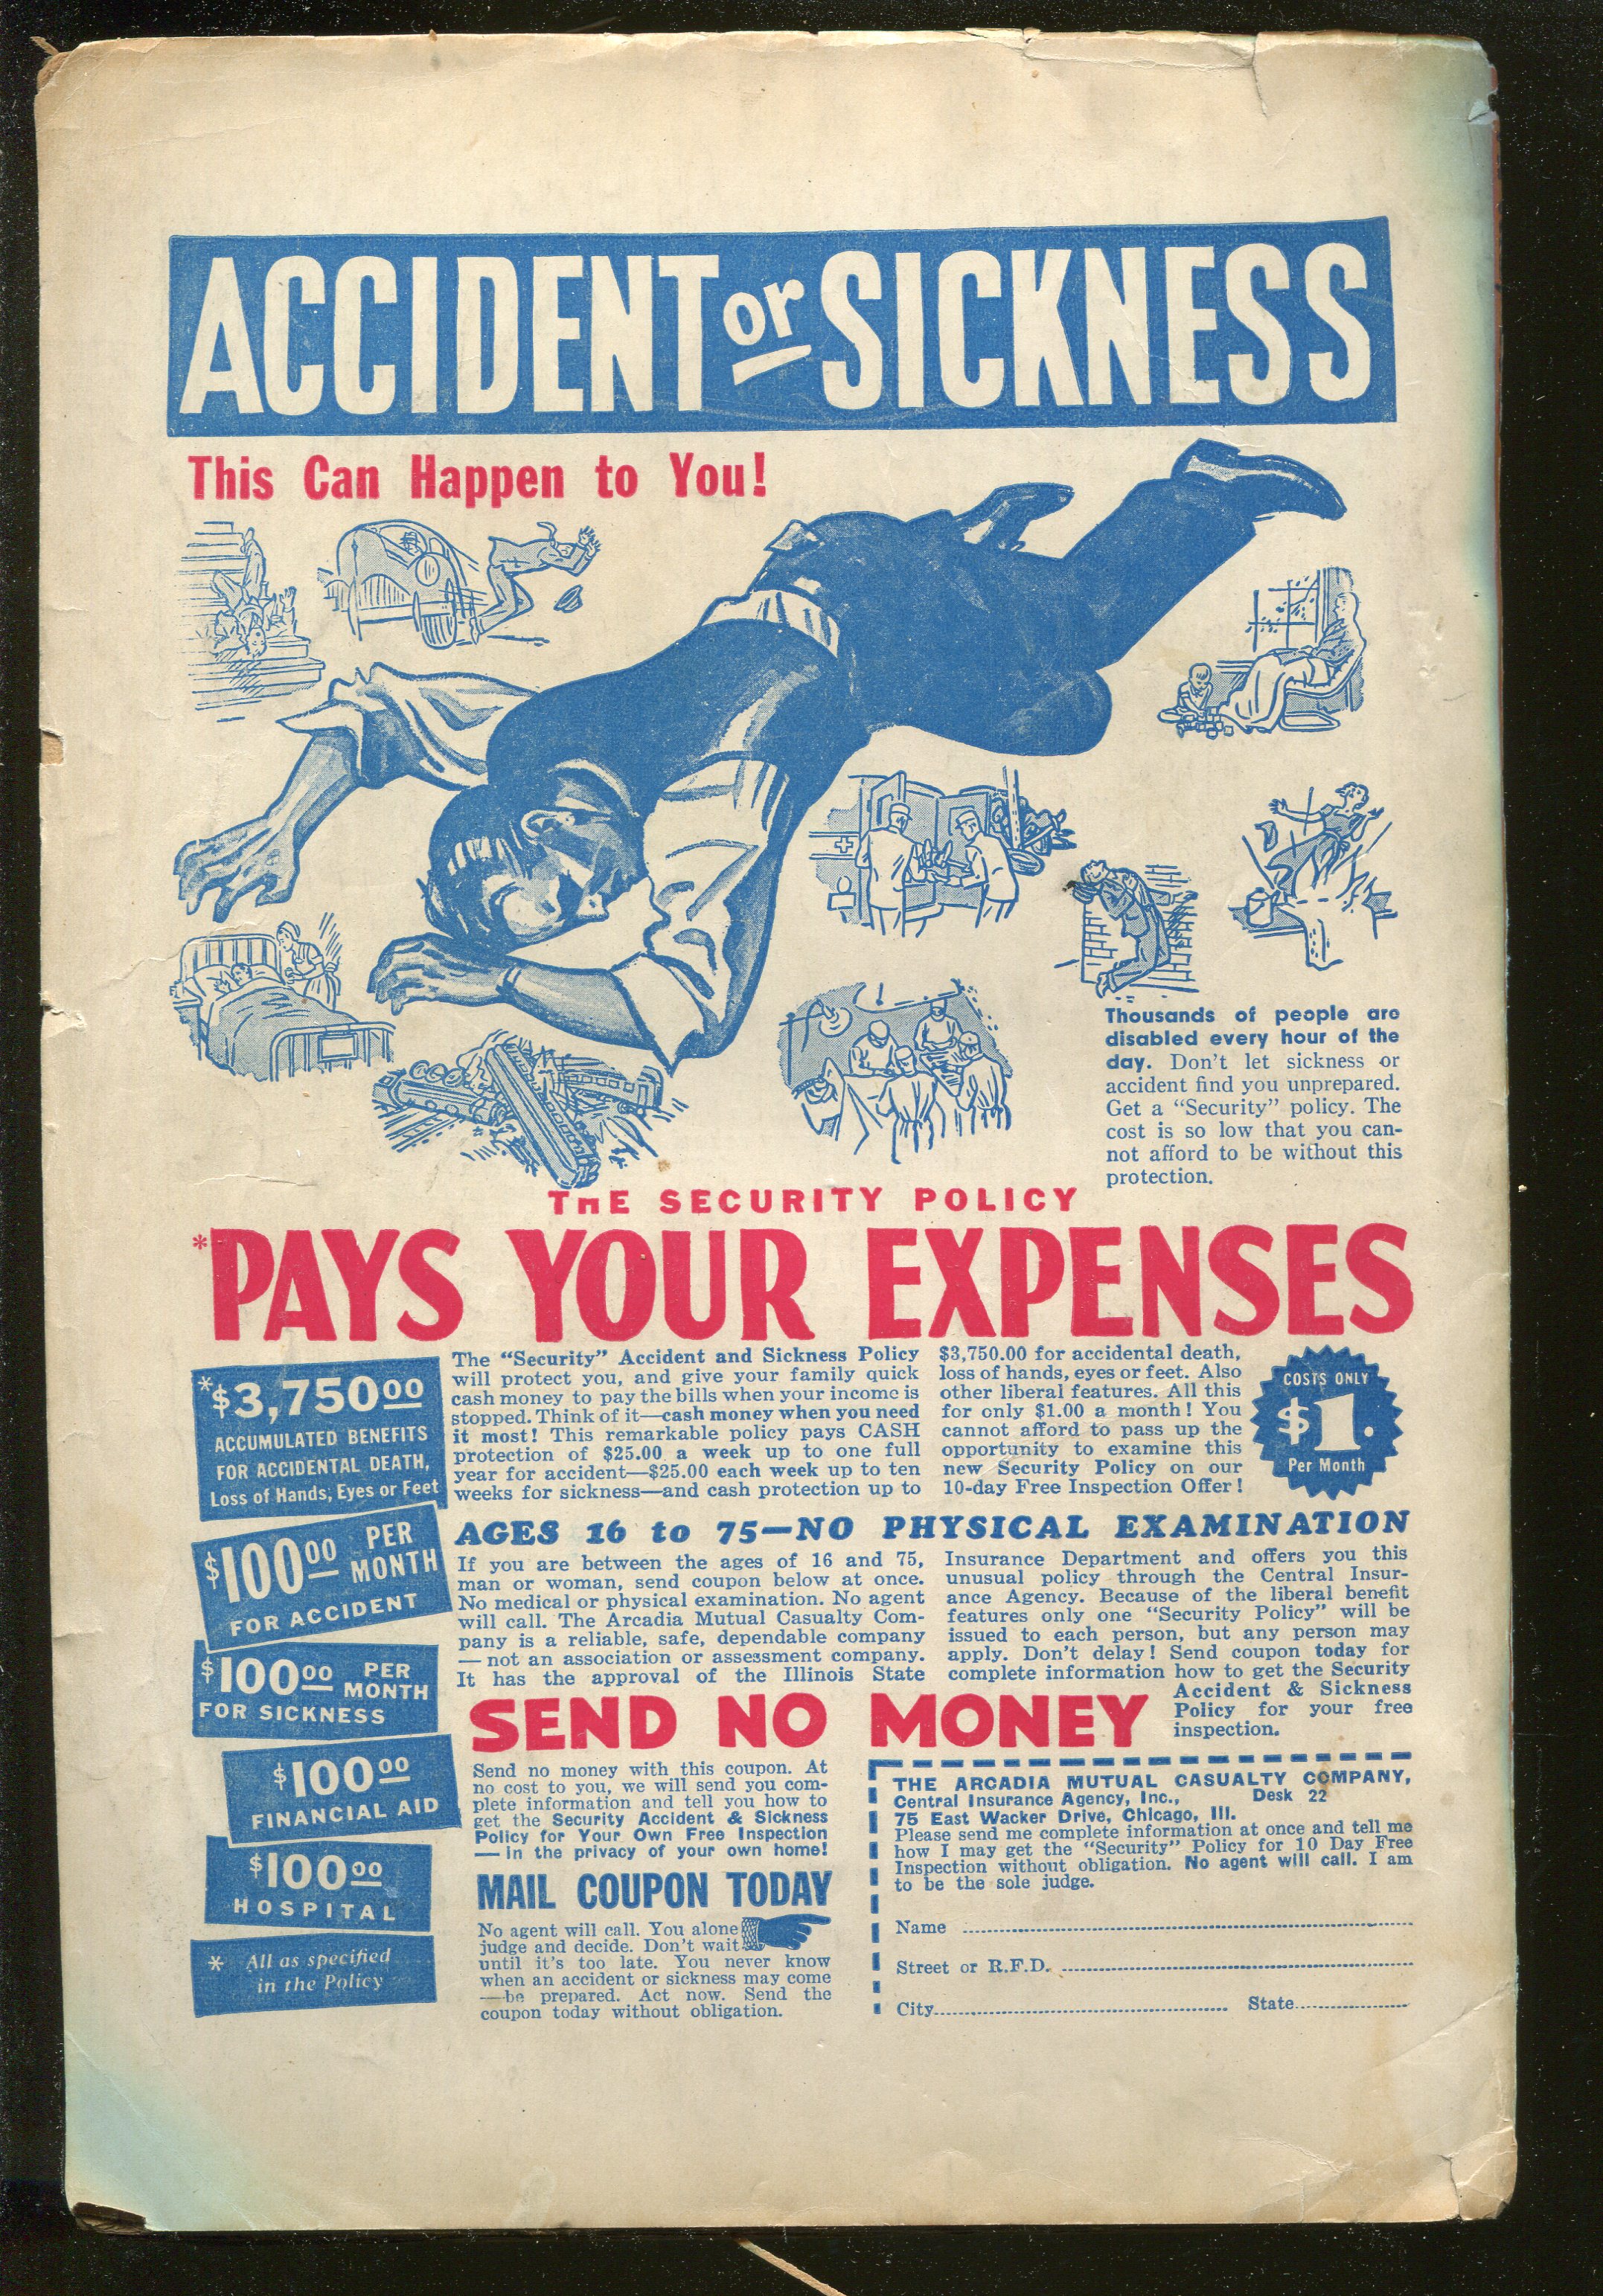 ACCIDENT or SICKNESS
This Can Happen to You!
Thousands of people are
disabled every hour of the
day. Don't let sickness or
accident find you unprepared.
Get a "Security" policy. The
cost is so low that you can-
not afford to be without this
protection.
THE SECURITY POLICY
*PAYS YOUR EXPENSES
*$3,750.00
ACCUMULATED BENEFITS
FOR ACCIDENTAL DEATH,
Loss of Hands, Eyes or Feet
$100.00 PER
MONTH
FOR ACCIDENT
$100.00 PER
MONTH
FOR SICKNESS
$100.00
FINANCIAL AID
$100.00
HOSPITAL
* All as specified
in the Policy
The "Security" Accident and Sickness Policy
will protect you, and give your family quick
cash money to pay the bills when your income is
stopped. Think of it—cash money when you need
it most! This remarkable policy pays CASH
protection of $25.00 a week up to one full
year for accident—$25.00 each week up to ten
weeks for sickness—and cash protection up to
$3,750.00 for accidental death,
loss of hands, eyes or feet. Also
other liberal features. All this
for only $1.00 a month! You
cannot afford to pass up the
opportunity to examine this
new Security Policy on our
10-day Free Inspection Offer!
COSTS ONLY
$1.
Per Month
AGES 16 to 75—NO PHYSICAL EXAMINATION
If you are between the ages of 16 and 75,
man or woman, send coupon below at once.
No medical or physical examination. No agent
will call. The Arcadia Mutual Casualty Com-
pany is a reliable, safe, dependable company
— not an association or assessment company.
It has the approval of the Illinois State
Insurance Department and offers you this
unusual policy through the Central Insur-
ance Agency. Because of the liberal benefit
features only one "Security Policy" will be
issued to each person, but any person may
apply. Don't delay! Send coupon today for
complete information how to get the Security
Accident & Sickness
Policy for your free
inspection.
SEND NO MONEY
Send no money with this coupon. At
no cost to you, we will send you com-
plete information and tell you how to
get the Security Accident & Sickness
Policy for Your Own Free Inspection
— in the privacy of your own home!
MAIL COUPON TODAY
No agent will call. You alone
judge and decide. Don't wait
until it's too late. You never know
when an accident or sickness may come
—be prepared. Act now. Send the
coupon today without obligation.
THE ARCADIA MUTUAL CASUALTY COMPANY,
Central Insurance Agency, Inc., Desk 22
75 East Wacker Drive, Chicago, Ill.
Please send me complete information at once and tell me
how I may get the "Security" Policy for 10 Day Free
Inspection without obligation. No agent will call. I am
to be the sole judge.
Name
Street or R.F.D.
City State